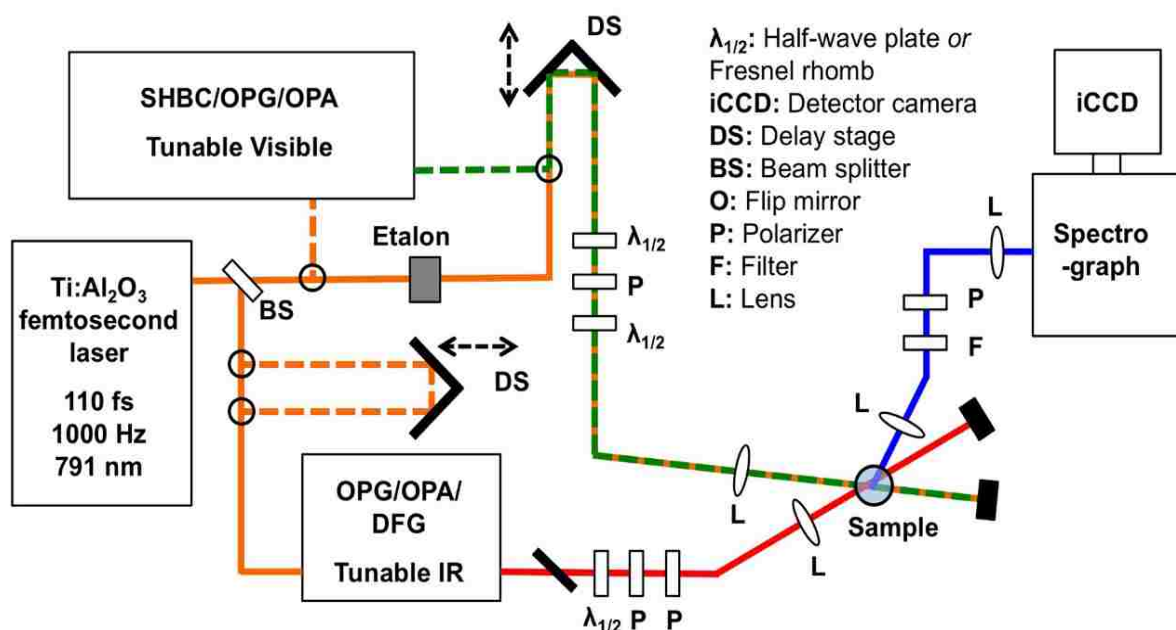 SHBC/OPG/OPA
Tunable Visible
DS
λ1/2: Half-wave plate or
Fresnel rhomb
iCCD: Detector camera
DS: Delay stage
BS: Beam splitter
O: Flip mirror
P: Polarizer
F: Filter
L: Lens
iCCD
Spectro
-graph
L
P
F
L
Etalon
λ1/2
P
λ1/2
BS
Ti:Al2O3
femtosecond
laser
110 fs
1000 Hz
791 nm
DS
OPG/OPA/
DFG
Tunable IR
L
Sample
L
λ1/2 P P